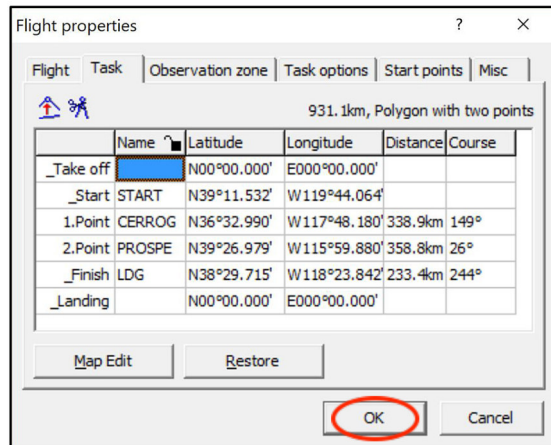 Flight properties ? ×
Flight Task Observation zone Task options Start points Misc
931.1km, Polygon with two points
Name Latitude Longitude Distance Course
_Take off N00°00.000' E000°00.000'
_Start START N39°11.532' W119°44.064'
1.Point CERROG N36°32.990' W117°48.180' 338.9km 149°
2.Point PROSPE N39°26.979' W115°59.880' 358.8km 26°
_Finish LDG N38°29.715' W118°23.842' 233.4km 244°
_Landing N00°00.000' E000°00.000'
Map Edit Restore
OK Cancel